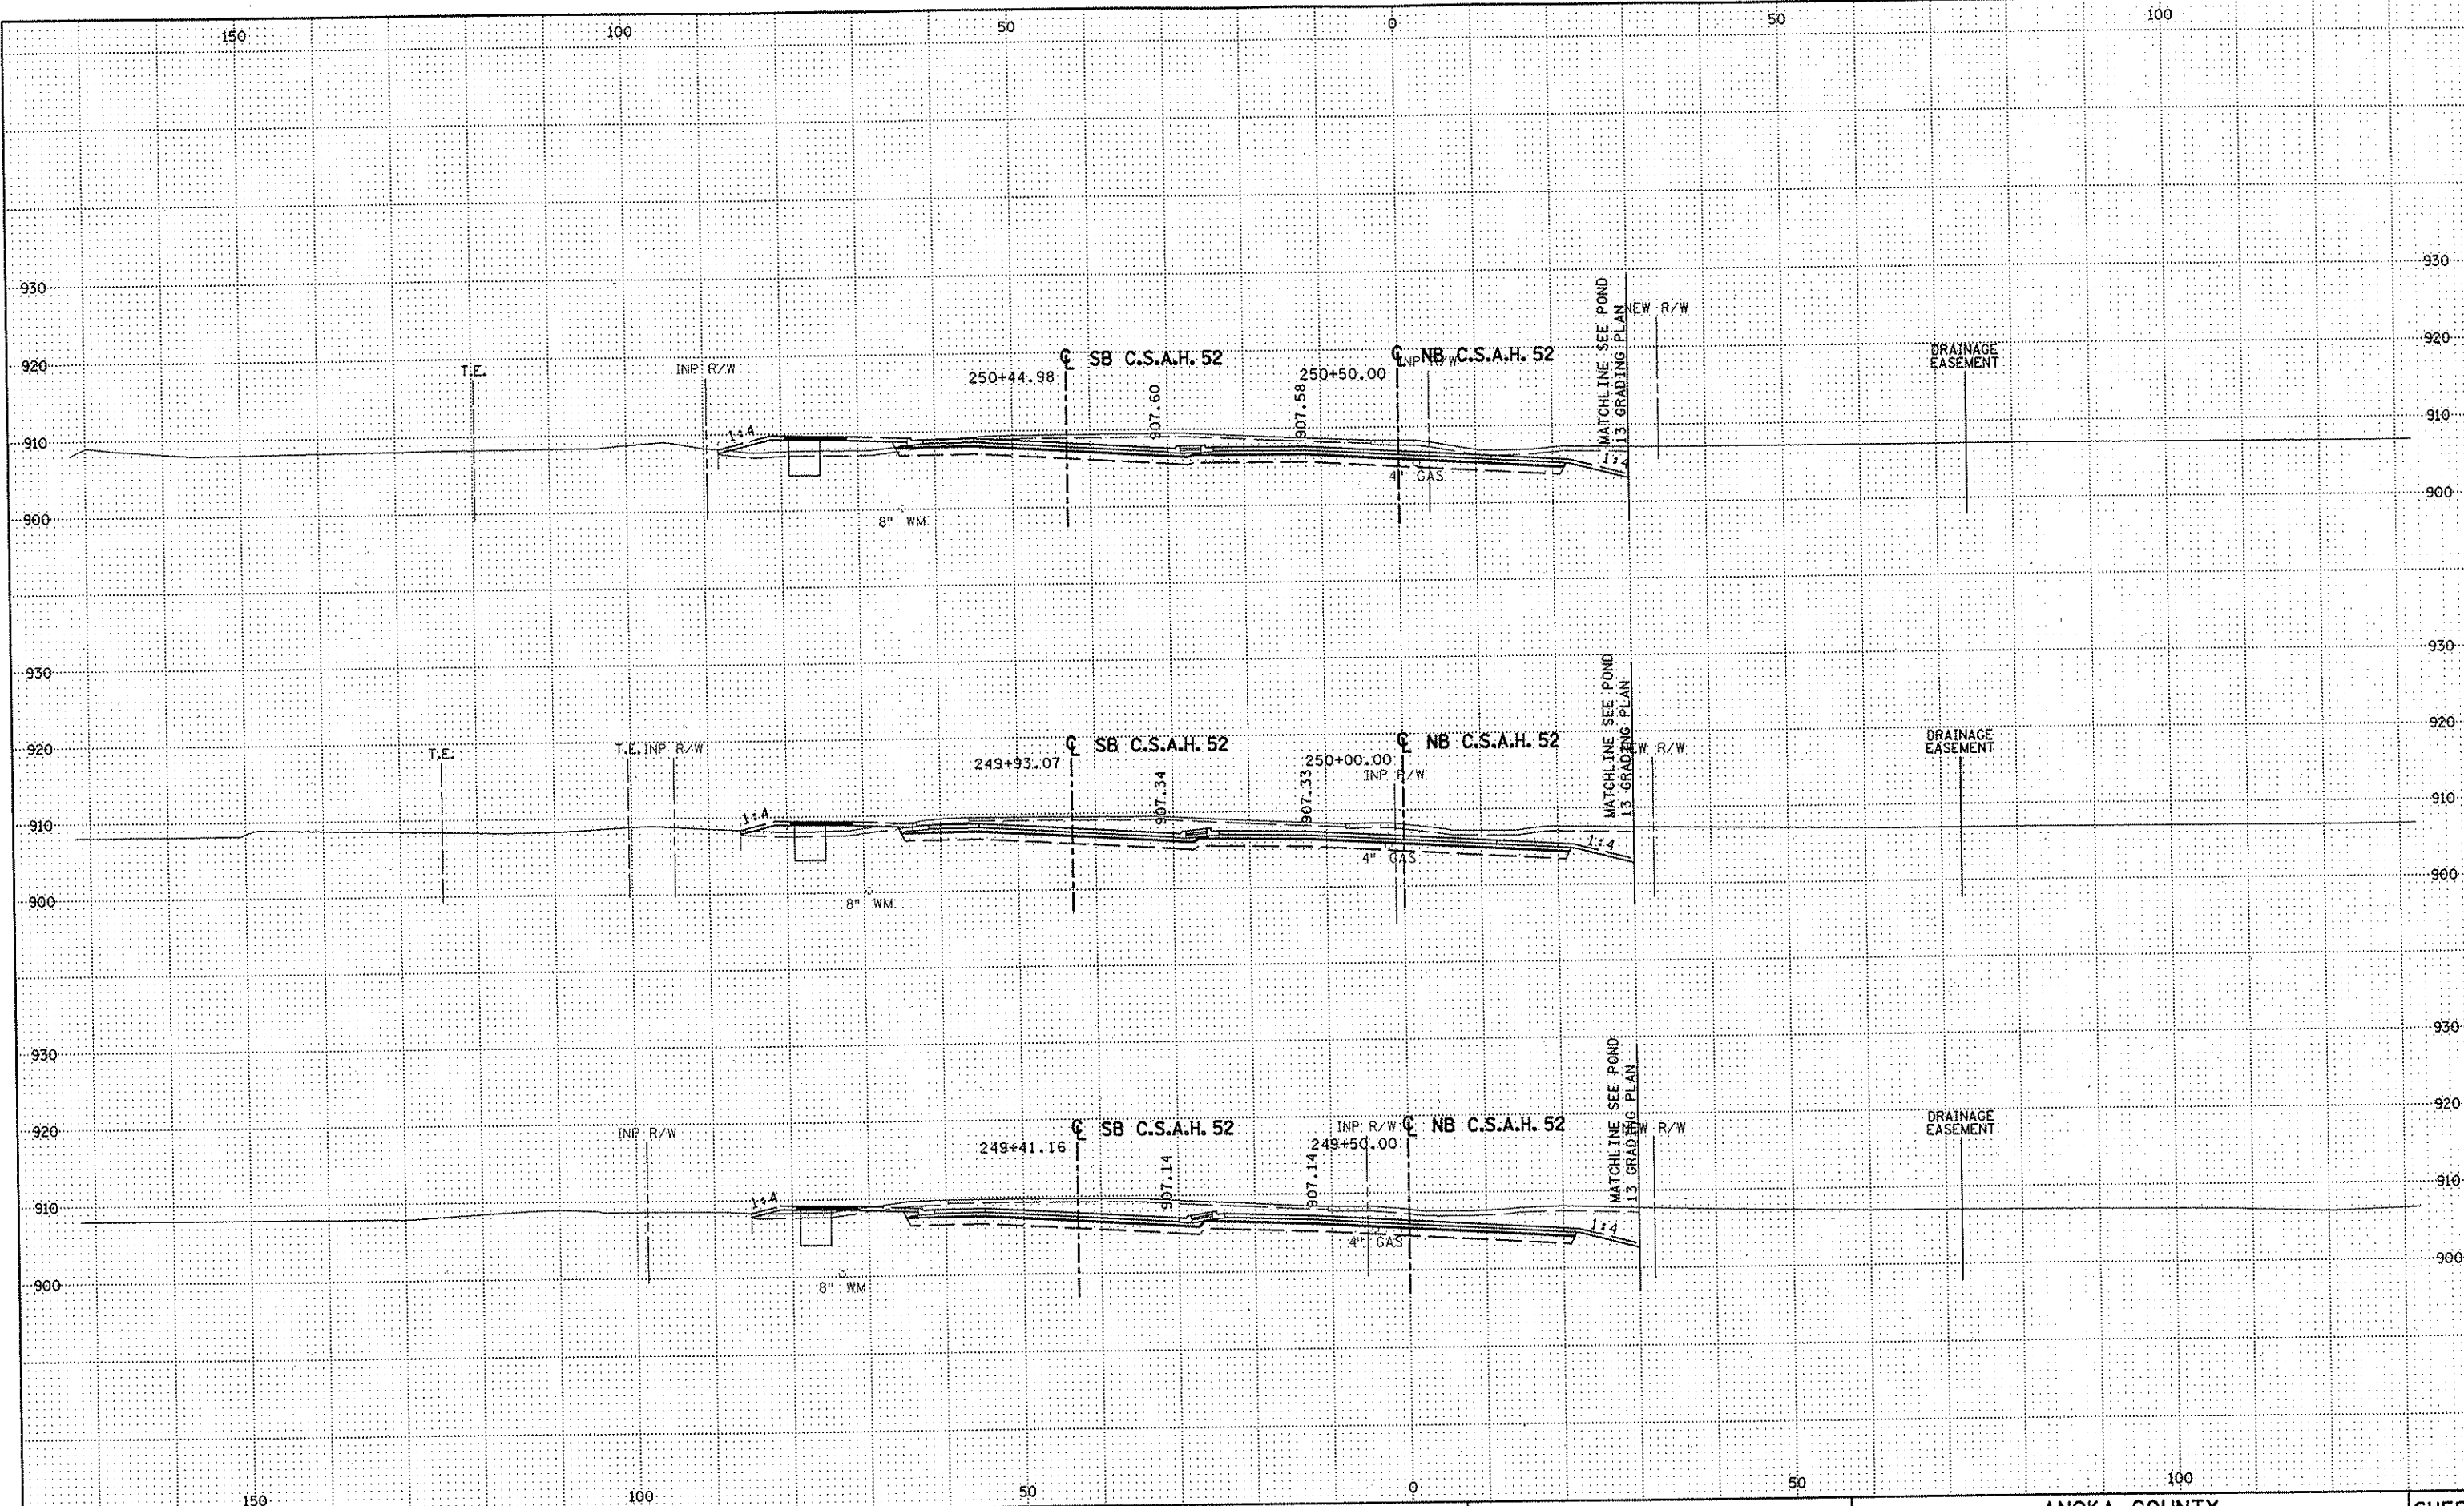 150 100 50 0 50 100
930 930
MATCHLINE SEE POND
13 GRADING PLAN
NEW R/W
920 920
T.E. INP R/W
℄ SB C.S.A.H. 52
250+44.98
907.60
907.58
℄ NB C.S.A.H. 52
INP R/W
250+50.00
DRAINAGE
EASEMENT
910 910
1:4
1:4
4" GAS
8" WM
900 900
930 930
MATCHLINE SEE POND
13 GRADING PLAN
NEW R/W
920 920
T.E. T.E. INP R/W
℄ SB C.S.A.H. 52
249+93.07
907.34
907.33
℄ NB C.S.A.H. 52
250+00.00
INP R/W
DRAINAGE
EASEMENT
910 910
1:4
1:4
4" GAS
8" WM
900 900
930 930
MATCHLINE SEE POND
13 GRADING PLAN
NEW R/W
920 920
INP R/W
℄ SB C.S.A.H. 52
249+41.16
907.14
907.14
INP R/W
℄ NB C.S.A.H. 52
249+50.00
DRAINAGE
EASEMENT
910 910
1:4
1:4
4" GAS
8" WM
900 900
150 100 50 0 50 100
ANOKA COUNTY